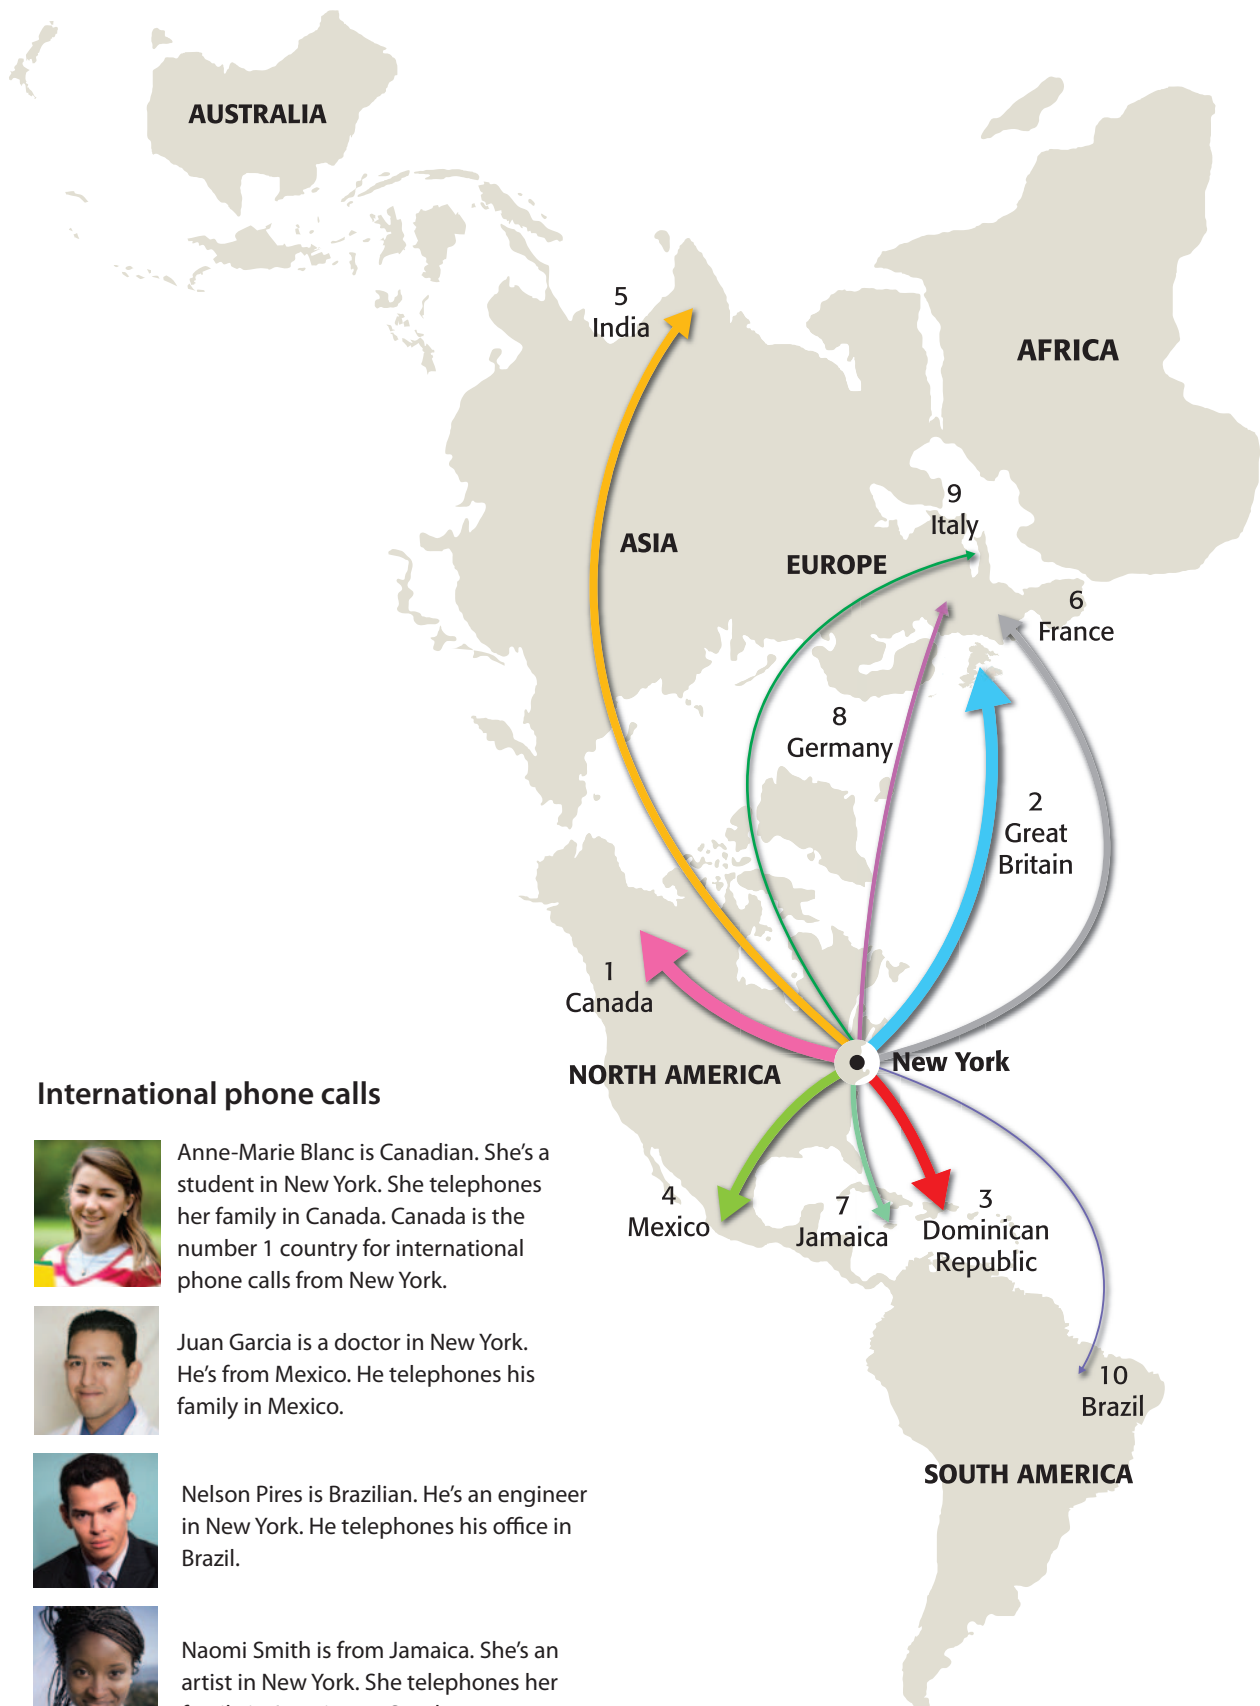 AUSTRALIA
5
India
AFRICA
9
Italy
ASIA
EUROPE
6
France
8
Germany
2
Great
Britain
1
Canada
New York
NORTH AMERICA
4
Mexico
7
Jamaica
3
Dominican
Republic
10
Brazil
SOUTH AMERICA
International phone calls
Anne-Marie Blanc is Canadian. She's a
student in New York. She telephones
her family in Canada. Canada is the
number 1 country for international
phone calls from New York.
Juan Garcia is a doctor in New York.
He's from Mexico. He telephones his
family in Mexico.
Nelson Pires is Brazilian. He's an engineer
in New York. He telephones his office in
Brazil.
Naomi Smith is from Jamaica. She's an
artist in New York. She telephones her